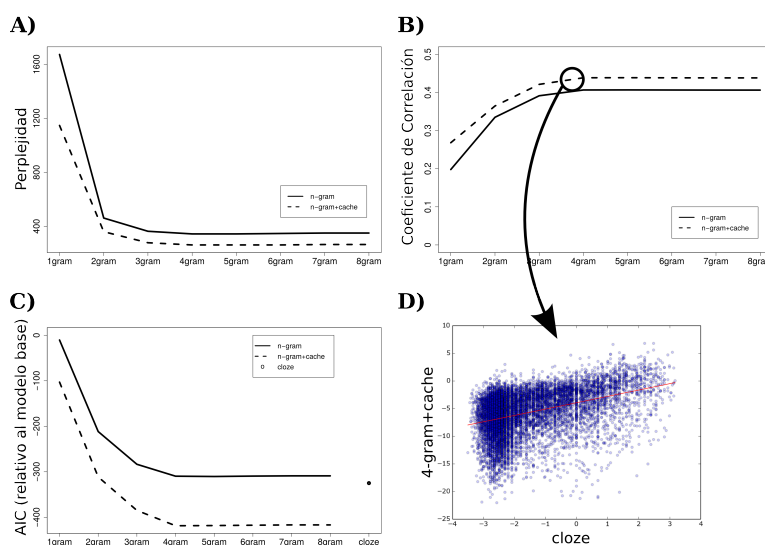 A)
Perplejidad
1600
1200
800
400
n-gram
n-gram+cache
1gram 2gram 3gram 4gram 5gram 6gram 7gram 8gram
B)
Coeficiente de Correlación
0.5
0.4
0.3
0.2
0.1
0
n-gram
n-gram+cache
1gram 2gram 3gram 4gram 5gram 6gram 7gram 8gra
C)
AIC (relativo al modelo base)
0
-100
-200
-300
-400
n-gram
n-gram+cache
cloze
1gram 2gram 3gram 4gram 5gram 6gram 7gram 8gram cloze
D)
4-gram+cache
10
5
0
-5
-10
-15
-20
-25
-4 -3 -2 -1 0 1 2 3 4
cloze